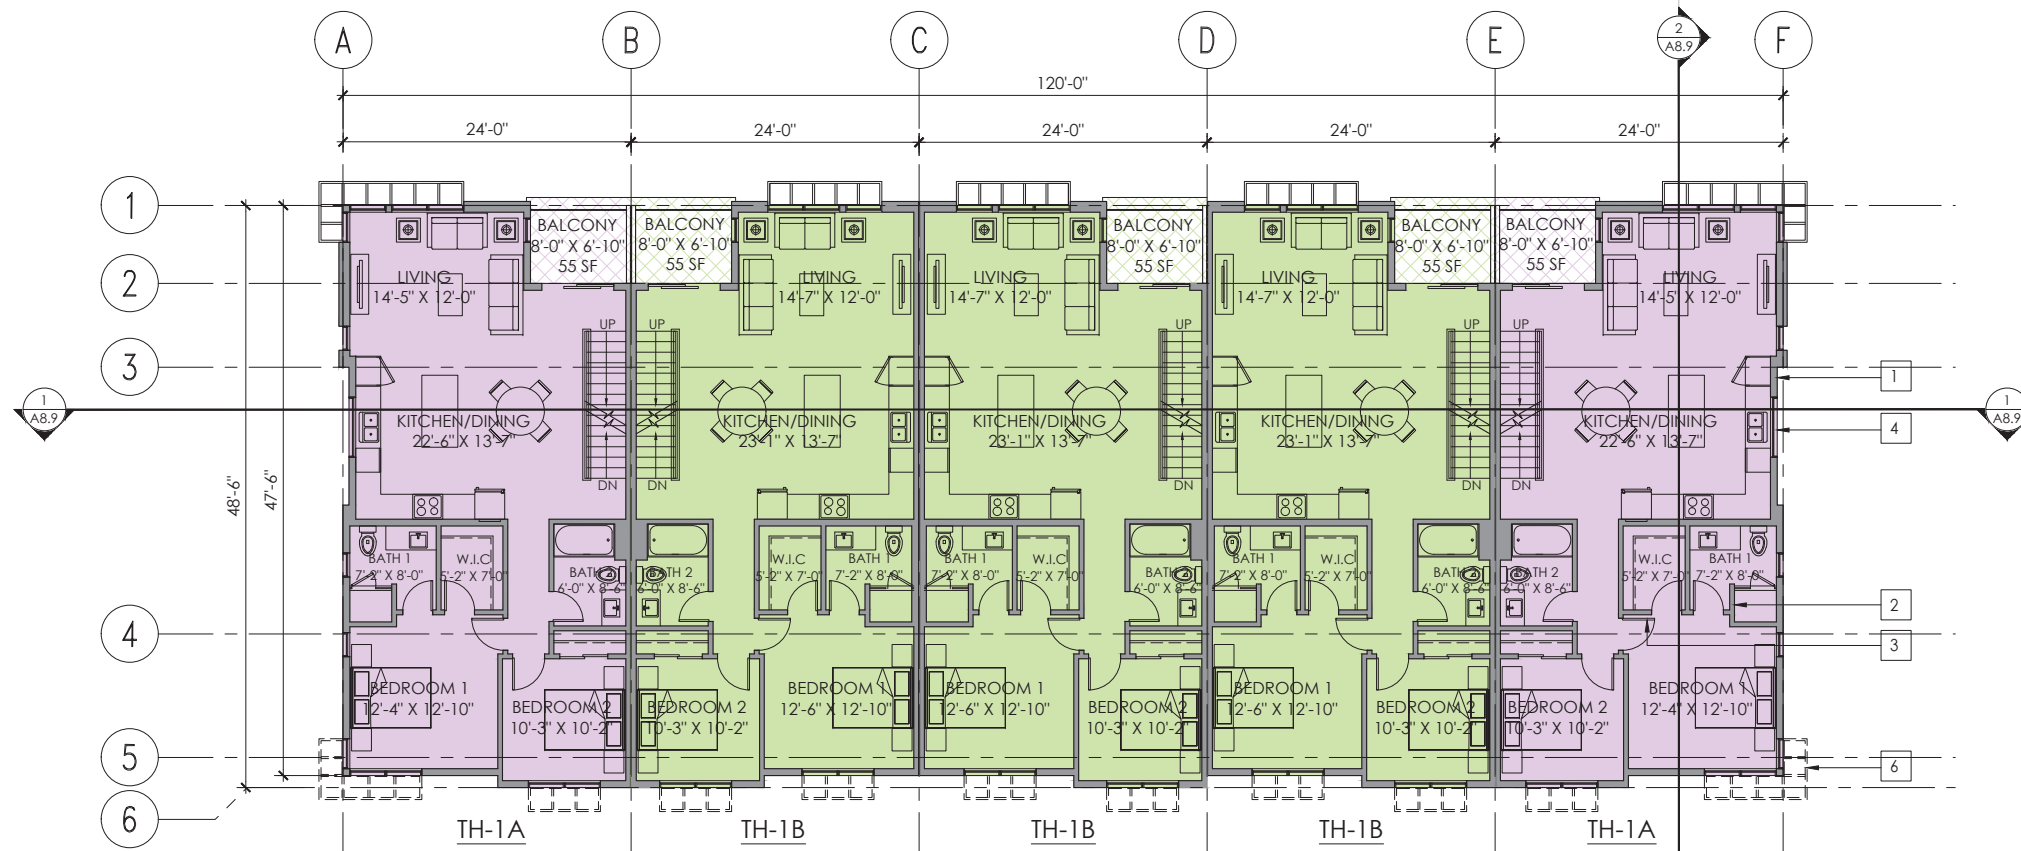 A B C D E F
2
A8.9
120'-0"
24'-0" 24'-0" 24'-0" 24'-0" 24'-0"
1
2
3
4
5
6
48'-6"
47'-6"
BALCONY
8'-0" X 6'-10"
55 SF
BALCONY
8'-0" X 6'-10"
55 SF
BALCONY
8'-0" X 6'-10"
55 SF
BALCONY
8'-0" X 6'-10"
55 SF
BALCONY
8'-0" X 6'-10"
55 SF
LIVING
14'-5" X 12'-0"
LIVING
14'-7" X 12'-0"
LIVING
14'-7" X 12'-0"
LIVING
14'-7" X 12'-0"
LIVING
14'-5" X 12'-0"
UP UP UP UP UP
1
A8.9
1
A8.9
KITCHEN/DINING
22'-6" X 13'-7"
KITCHEN/DINING
23'-1" X 13'-7"
KITCHEN/DINING
23'-1" X 13'-7"
KITCHEN/DINING
23'-1" X 13'-7"
KITCHEN/DINING
22'-6" X 13'-7"
DN DN DN DN DN
BATH 1
7'-2" X 8'-0"
W.I.C
5'-2" X 7'-0"
BATH 2
6'-0" X 8'-6"
BATH 2
6'-0" X 8'-6"
W.I.C
5'-2" X 7'-0"
BATH 1
7'-2" X 8'-0"
BATH 1
7'-2" X 8'-0"
W.I.C
5'-2" X 7'-0"
BATH 2
6'-0" X 8'-6"
BATH 1
7'-2" X 8'-0"
W.I.C
5'-2" X 7'-0"
BATH 2
6'-0" X 8'-6"
BATH 2
6'-0" X 8'-6"
W.I.C
5'-2" X 7'-0"
BATH 1
7'-2" X 8'-0"
BEDROOM 1
12'-4" X 12'-10"
BEDROOM 2
10'-3" X 10'-2"
BEDROOM 2
10'-3" X 10'-2"
BEDROOM 1
12'-6" X 12'-10"
BEDROOM 1
12'-6" X 12'-10"
BEDROOM 2
10'-3" X 10'-2"
BEDROOM 1
12'-6" X 12'-10"
BEDROOM 2
10'-3" X 10'-2"
BEDROOM 2
10'-3" X 10'-2"
BEDROOM 1
12'-4" X 12'-10"
1
4
2
3
6
TH-1A TH-1B TH-1B TH-1B TH-1A